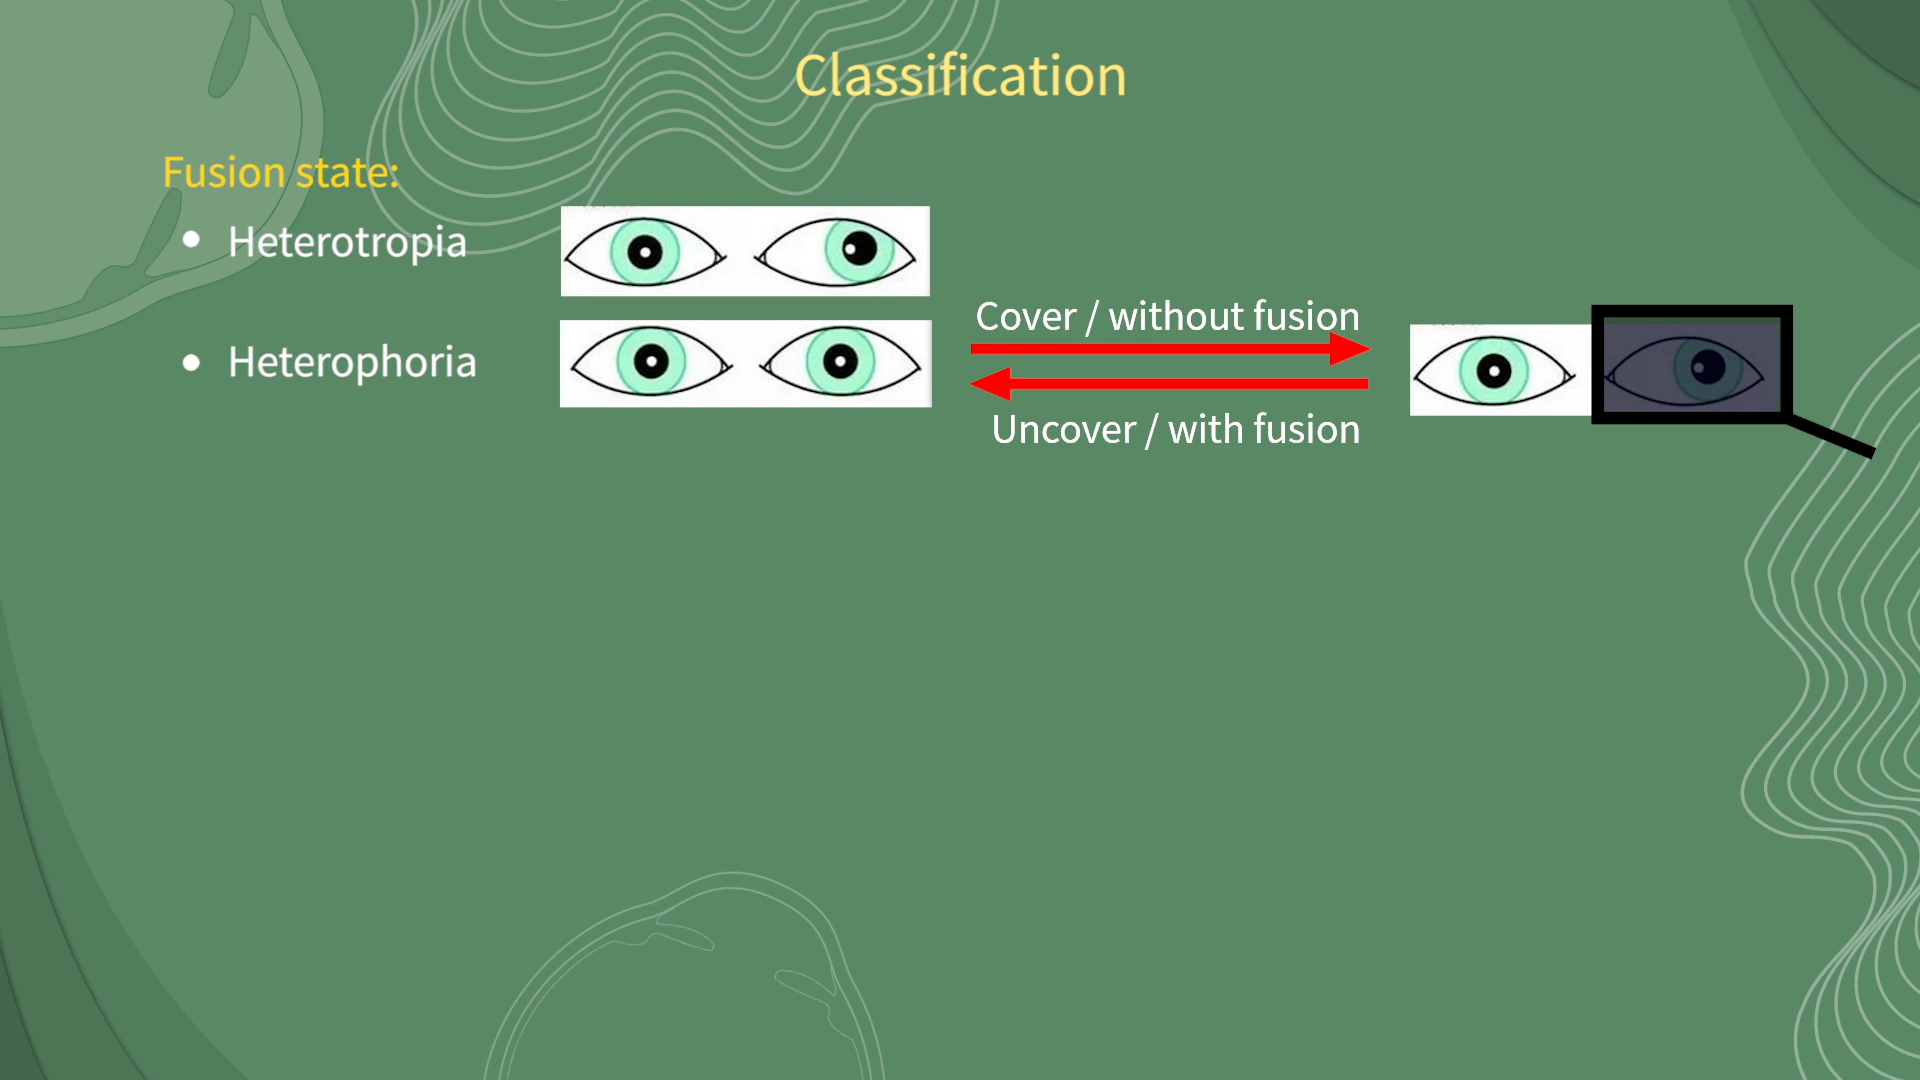 Classification
Fusion state:
• Heterotropia
• Heterophoria
Cover / without fusion
Uncover / with fusion